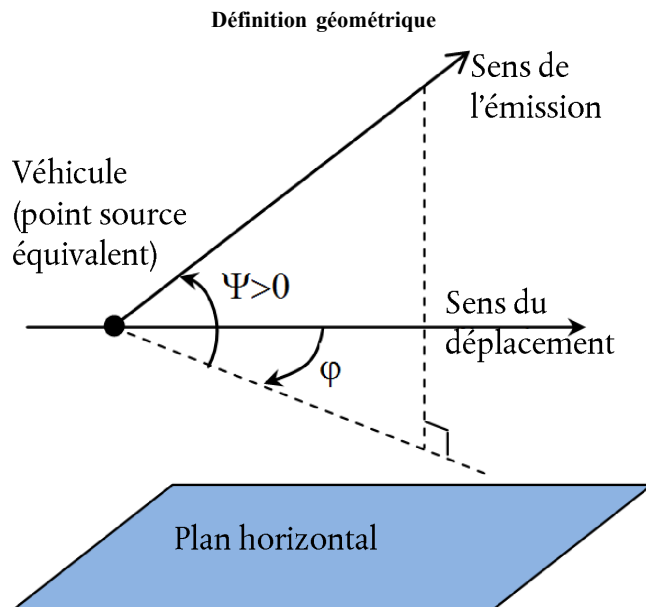 Définition géométrique
Sens de
l'émission
Véhicule
(point source
équivalent)
Ψ>0
Sens du
déplacement
φ
Plan horizontal